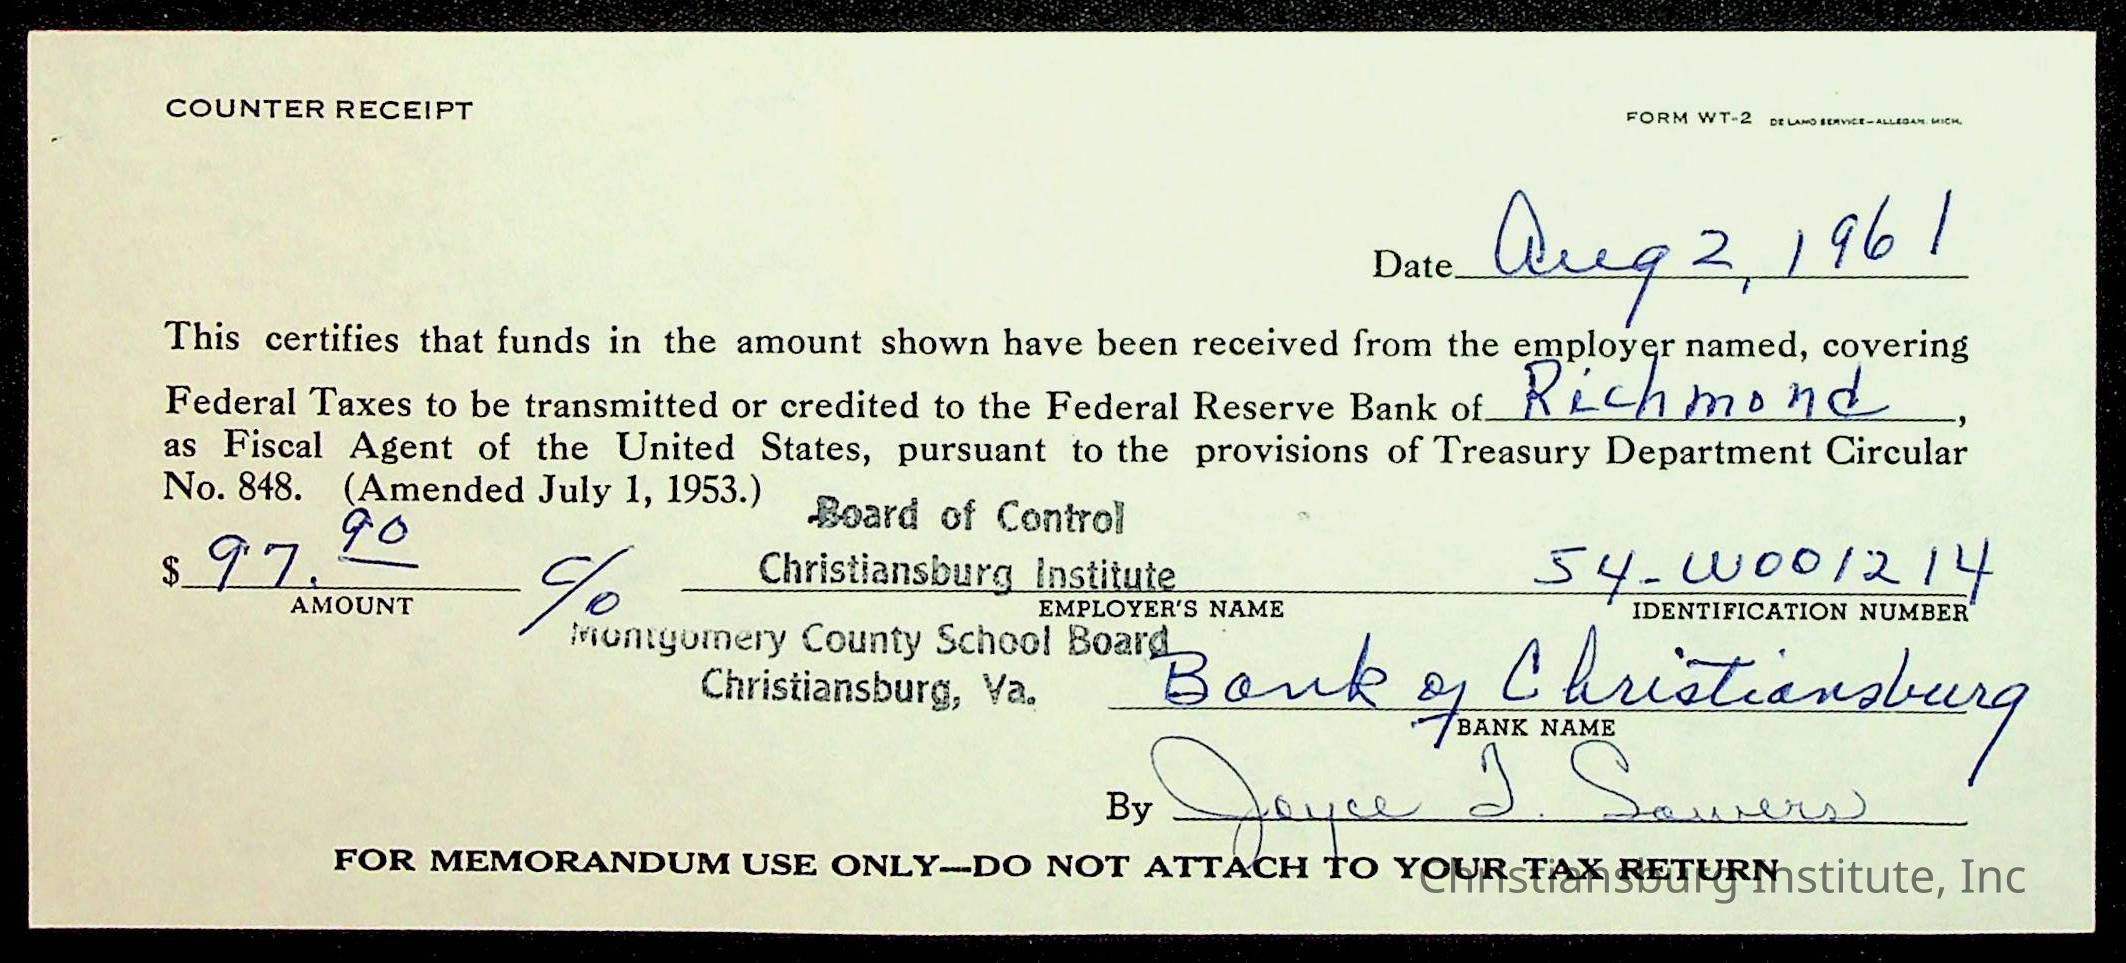 COUNTER RECEIPT
FORM WT-2 DE LANO SERVICE—ALLEGAN, MICH.
Date Aug 2, 1961
This certifies that funds in the amount shown have been received from the employer named, covering
Federal Taxes to be transmitted or credited to the Federal Reserve Bank of Richmond,
as Fiscal Agent of the United States, pursuant to the provisions of Treasury Department Circular
No. 848. (Amended July 1, 1953.)
Board of Control
$ 97.90 c/o Christiansburg Institute 54-W001214
AMOUNT EMPLOYER'S NAME IDENTIFICATION NUMBER
Montgomery County School Board
Christiansburg, Va. Bank of Christiansburg
BANK NAME
By Joyce T. Sowers
FOR MEMORANDUM USE ONLY—DO NOT ATTACH TO YOUR TAX RETURN
Christiansburg Institute, Inc